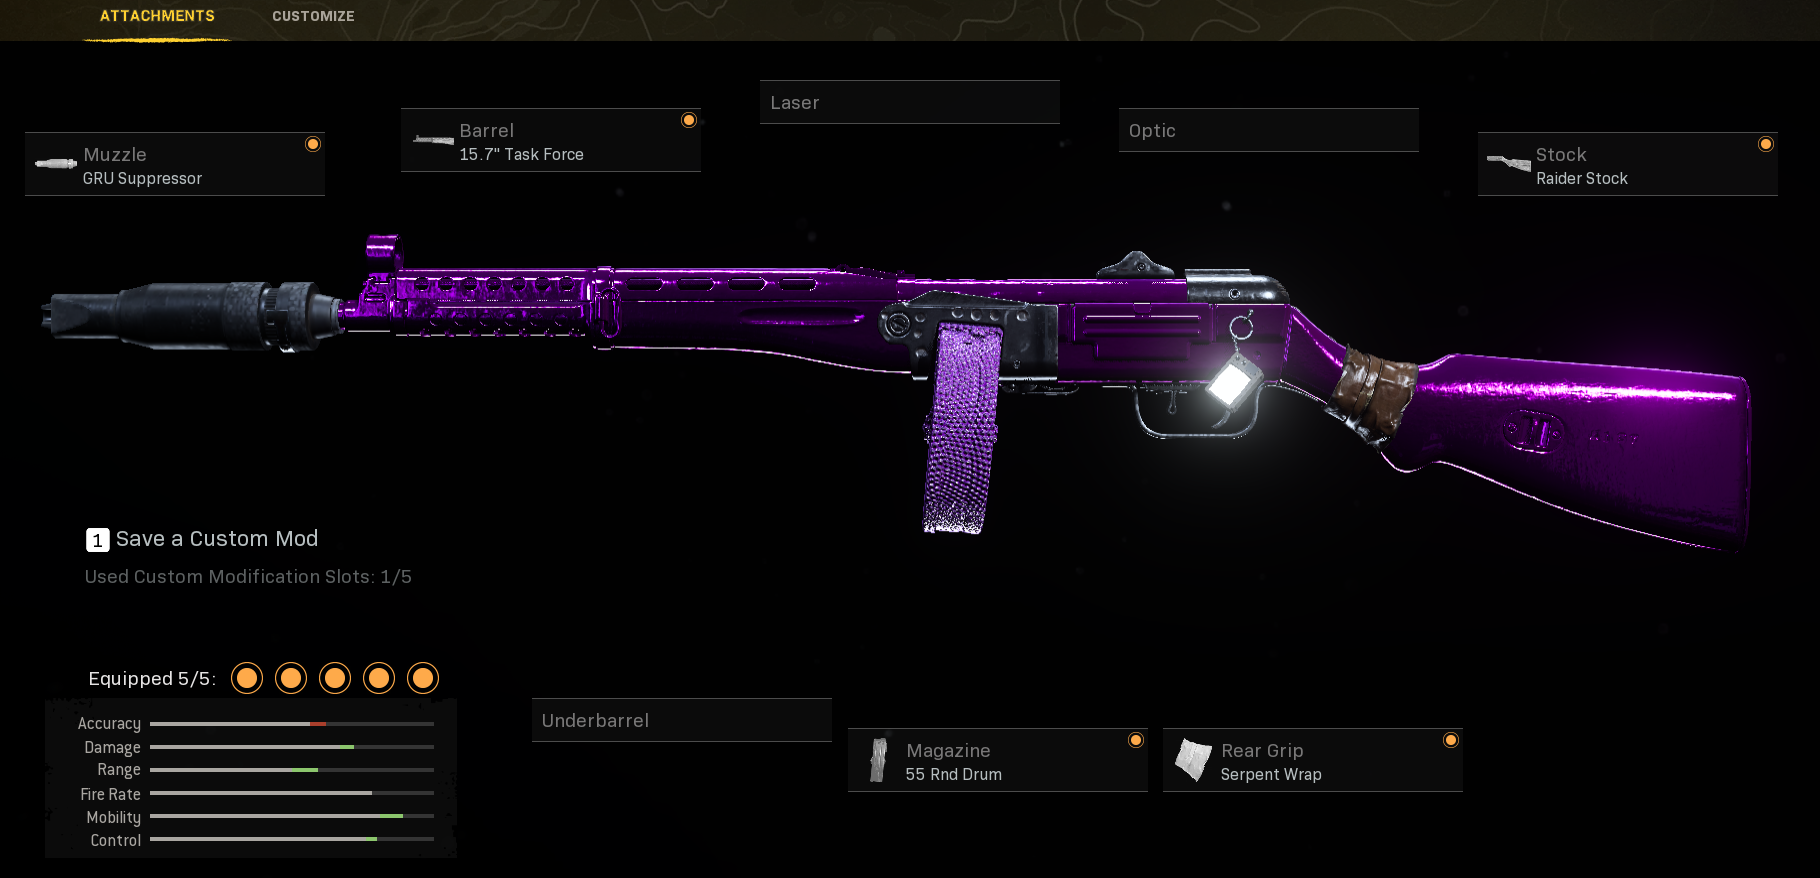 ATTACHMENTS
CUSTOMIZE
Laser
Barrel
15.7" Task Force
Optic
Muzzle
GRU Suppressor
Stock
Raider Stock
1 Save a Custom Mod
Used Custom Modification Slots: 1/5
Equipped 5/5:
Accuracy
Damage
Range
Fire Rate
Mobility
Control
Underbarrel
Magazine
55 Rnd Drum
Rear Grip
Serpent Wrap